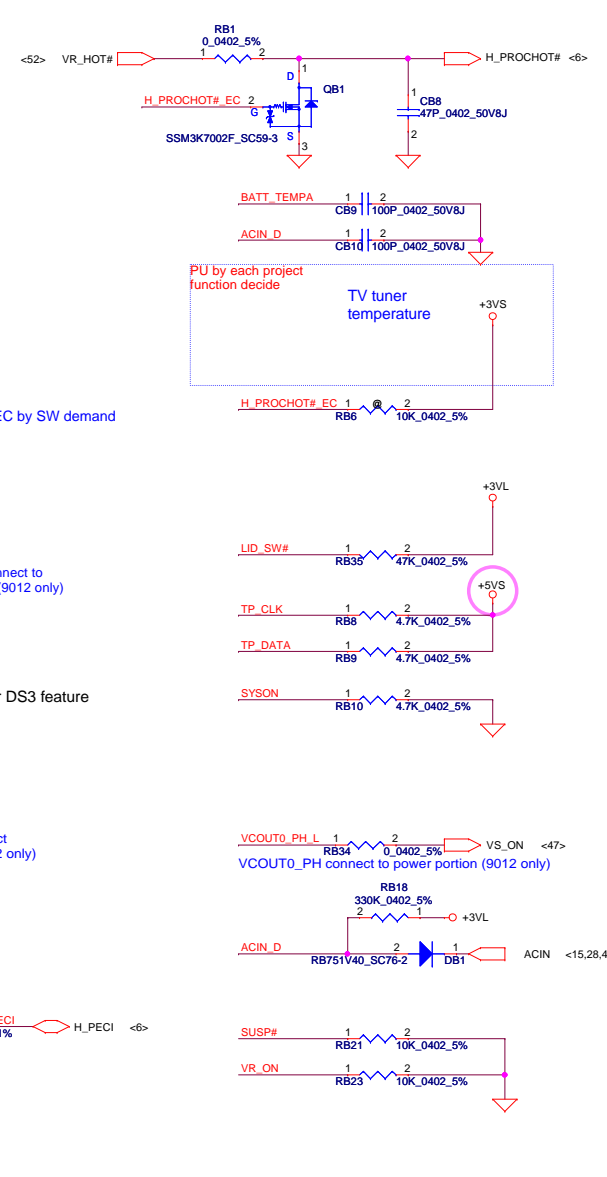 RB1
0_0402_5%
<52> VR_HOT# 1 2 H_PROCHOT# <6>
1
D
QB1
H_PROCHOT#_EC 2
G
1
CB8
47P_0402_50V8J
SSM3K7002F_SC59-3
S
3
2
BATT_TEMPA 1 2
CB9 100P_0402_50V8J
ACIN_D 1 2
CB10 100P_0402_50V8J
PU by each project
function decide
TV tuner
temperature
+3VS
H_PROCHOT#_EC 1 @ 2
RB6 10K_0402_5%
EC by SW demand
+3VL
LID_SW# 1 2
RB35 47K_0402_5%
nnect to
(9012 only)
+5VS
TP_CLK 1 2
RB8 4.7K_0402_5%
TP_DATA 1 2
RB9 4.7K_0402_5%
r DS3 feature
SYSON 1 2
RB10 4.7K_0402_5%
ct
2 only)
VCOUT0_PH_L 1 2 VS_ON <47>
RB34 0_0402_5%
VCOUT0_PH connect to power portion (9012 only)
RB18
330K_0402_5%
2 1 +3VL
ACIN_D 2 1 ACIN <15,28,4
RB751V40_SC76-2 DB1
ECI H_PECI <6>
1%
SUSP# 1 2
RB21 10K_0402_5%
VR_ON 1 2
RB23 10K_0402_5%